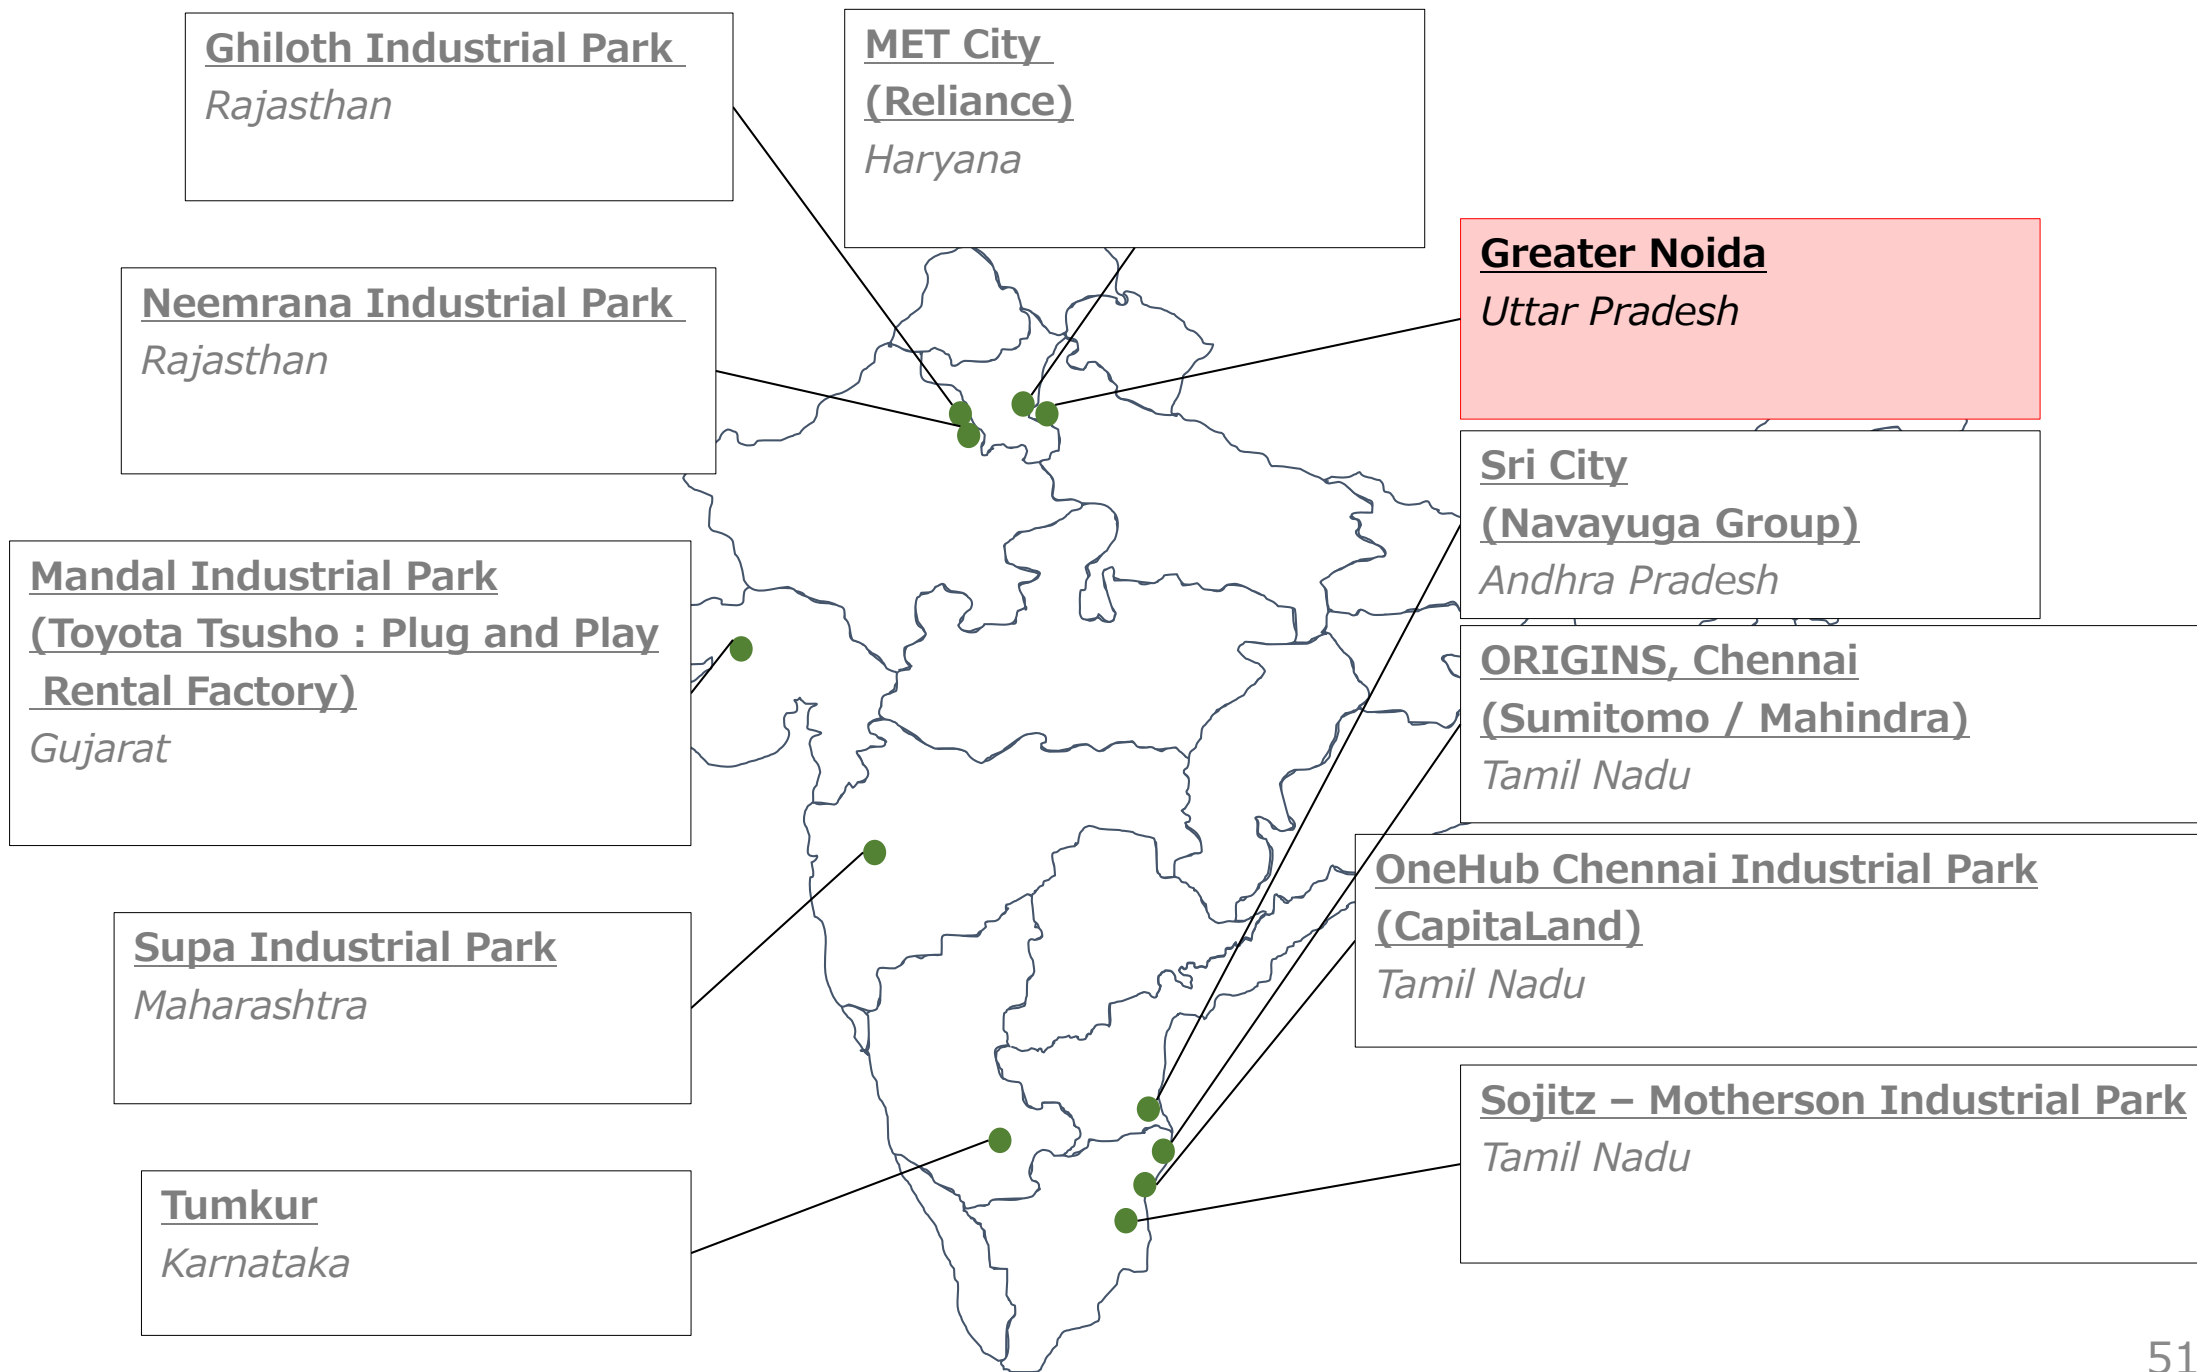 Ghiloth Industrial Park
Rajasthan
MET City
(Reliance)
Haryana
Greater Noida
Uttar Pradesh
Neemrana Industrial Park
Rajasthan
Sri City
(Navayuga Group)
Andhra Pradesh
Mandal Industrial Park
(Toyota Tsusho : Plug and Play
Rental Factory)
Gujarat
ORIGINS, Chennai
(Sumitomo / Mahindra)
Tamil Nadu
OneHub Chennai Industrial Park
(CapitaLand)
Tamil Nadu
Supa Industrial Park
Maharashtra
Sojitz – Motherson Industrial Park
Tamil Nadu
Tumkur
Karnataka
51